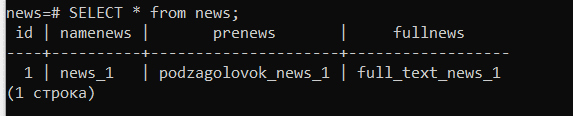 news=# SELECT * from news;
 id | namenews |       prenews       |    fullnews
----+----------+---------------------+------------------
  1 | news_1   | podzagolovok_news_1 | full_text_news_1
(1 строка)